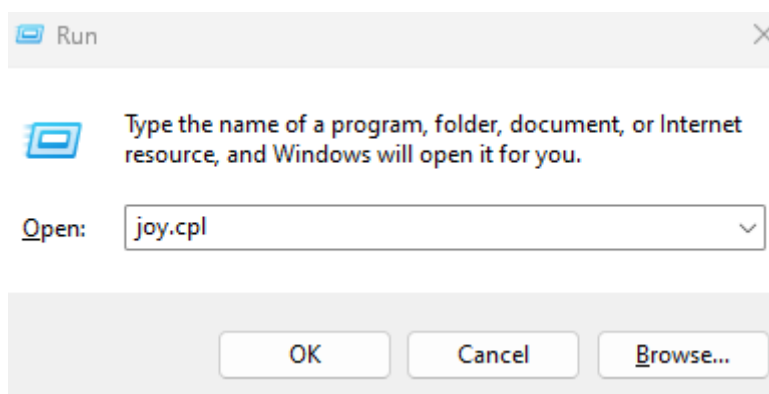 Run
Type the name of a program, folder, document, or Internet
resource, and Windows will open it for you.
Open: joy.cpl
OK Cancel Browse...